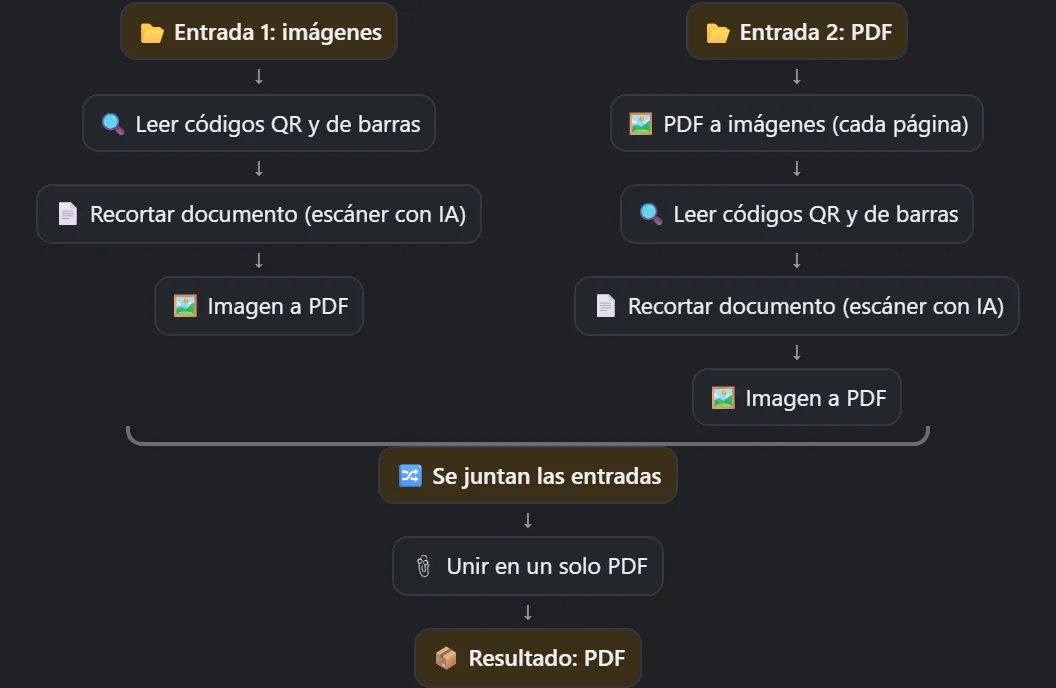 Entrada 1: imágenes
Leer códigos QR y de barras
Recortar documento (escáner con IA)
Imagen a PDF
Entrada 2: PDF
PDF a imágenes (cada página)
Leer códigos QR y de barras
Recortar documento (escáner con IA)
Imagen a PDF
Se juntan las entradas
Unir en un solo PDF
Resultado: PDF